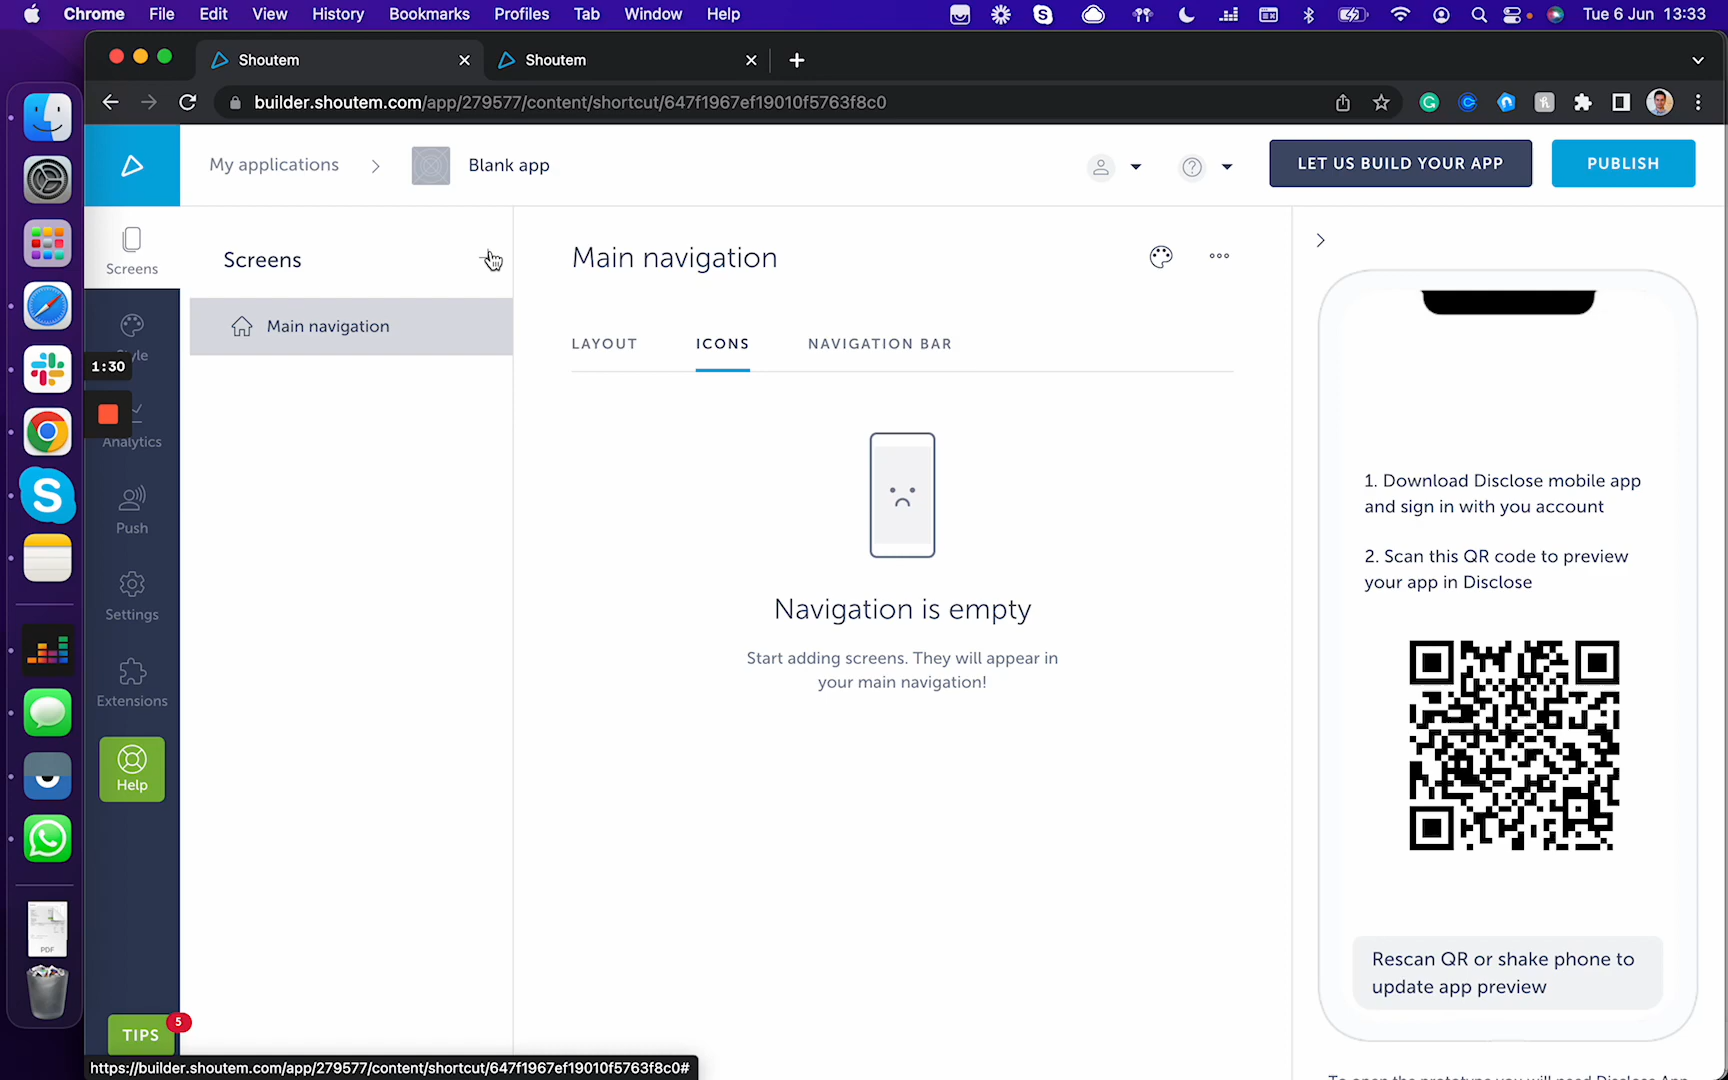 Chrome File Edit View History Bookmarks Profiles Tab Window Help Tue 6 Jun 13:33
Shoutem
Shoutem
builder.shoutem.com/app/279577/content/shortcut/647f1967ef19010f5763f8c0
My applications
Blank app
LET US BUILD YOUR APP
PUBLISH
Screens
Style
1:30
Analytics
Push
Settings
Extensions
Help
TIPS
5
Screens
Main navigation
Main navigation
LAYOUT ICONS NAVIGATION BAR
Navigation is empty
Start adding screens. They will appear in
your main navigation!
1. Download Disclose mobile app
and sign in with you account
2. Scan this QR code to preview
your app in Disclose
Rescan QR or shake phone to
update app preview
PDF
https://builder.shoutem.com/app/279577/content/shortcut/647f1967ef19010f5763f8c0#